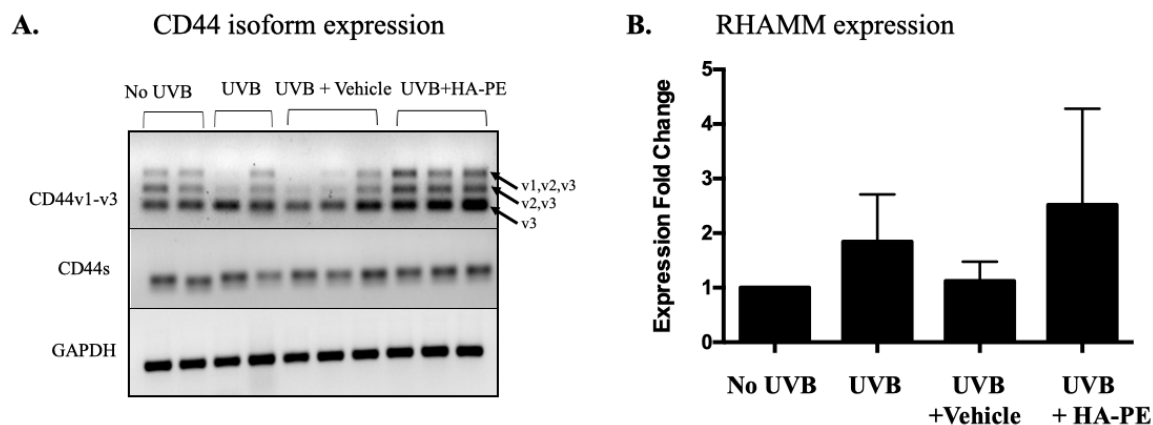 A. CD44 isoform expression
No UVB UVB UVB + Vehicle UVB+HA-PE
CD44v1-v3
v1,v2,v3
v2,v3
v3
CD44s
GAPDH
B. RHAMM expression
Expression Fold Change
5
4
3
2
1
0
No UVB UVB UVB UVB
+Vehicle + HA-PE